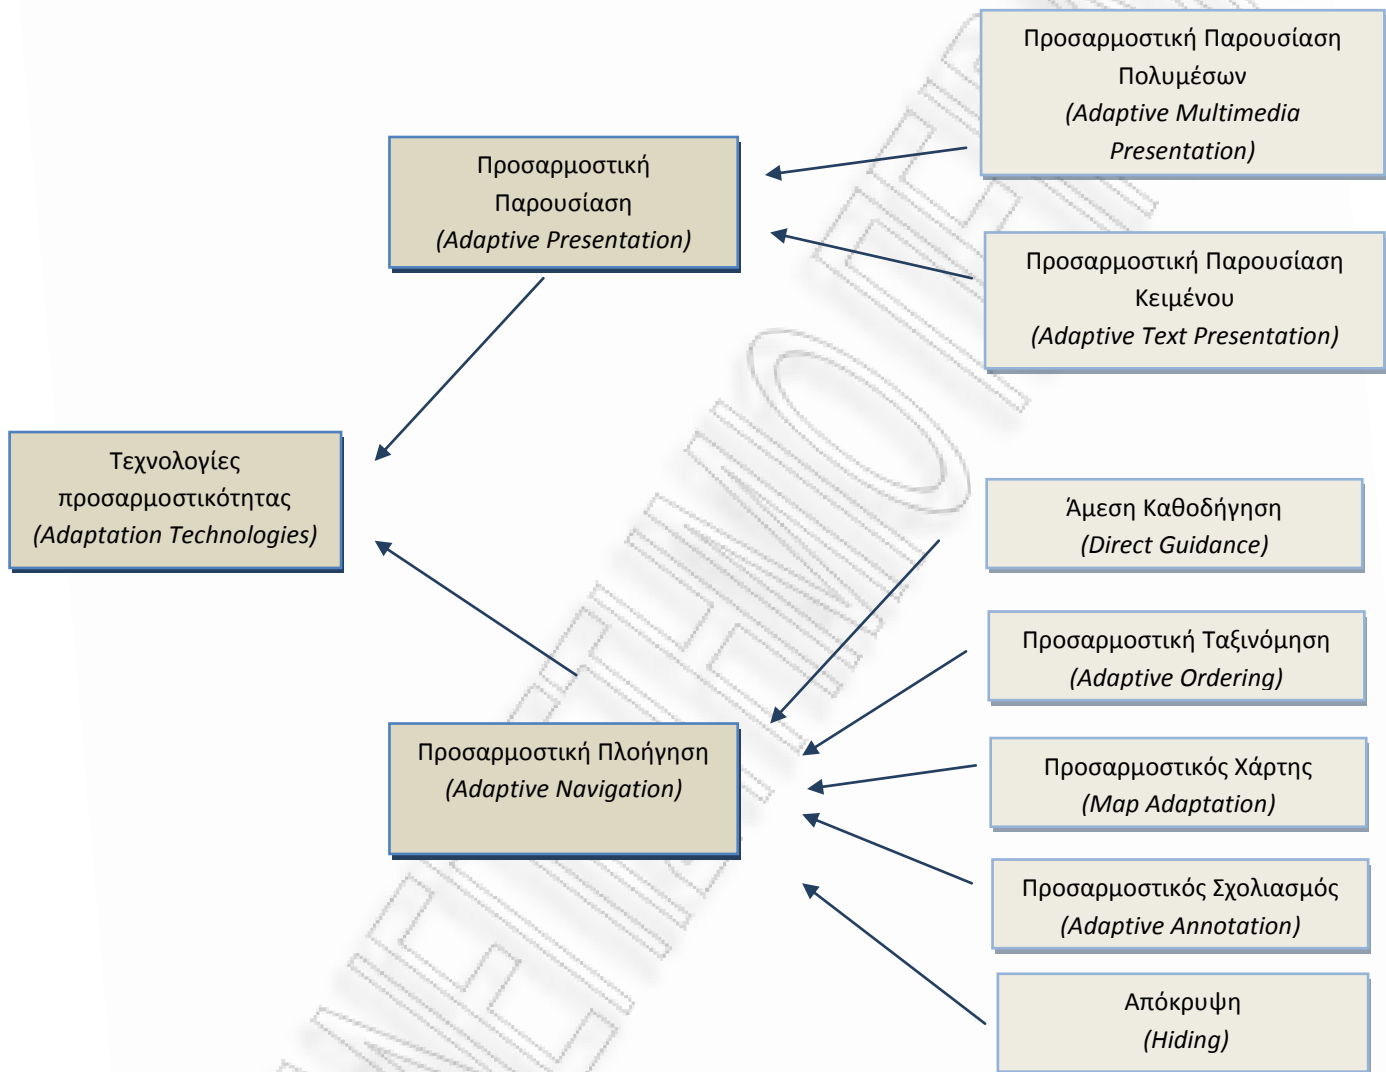 Προσαρμοστική Παρουσίαση
Πολυμέσων
(Adaptive Multimedia
Presentation)
Προσαρμοστική
Παρουσίαση
(Adaptive Presentation)
Προσαρμοστική Παρουσίαση
Κειμένου
(Adaptive Text Presentation)
Τεχνολογίες
προσαρμοστικότητας
(Adaptation Technologies)
Άμεση Καθοδήγηση
(Direct Guidance)
Προσαρμοστική Ταξινόμηση
(Adaptive Ordering)
Προσαρμοστική Πλοήγηση
(Adaptive Navigation)
Προσαρμοστικός Χάρτης
(Map Adaptation)
Προσαρμοστικός Σχολιασμός
(Adaptive Annotation)
Απόκρυψη
(Hiding)